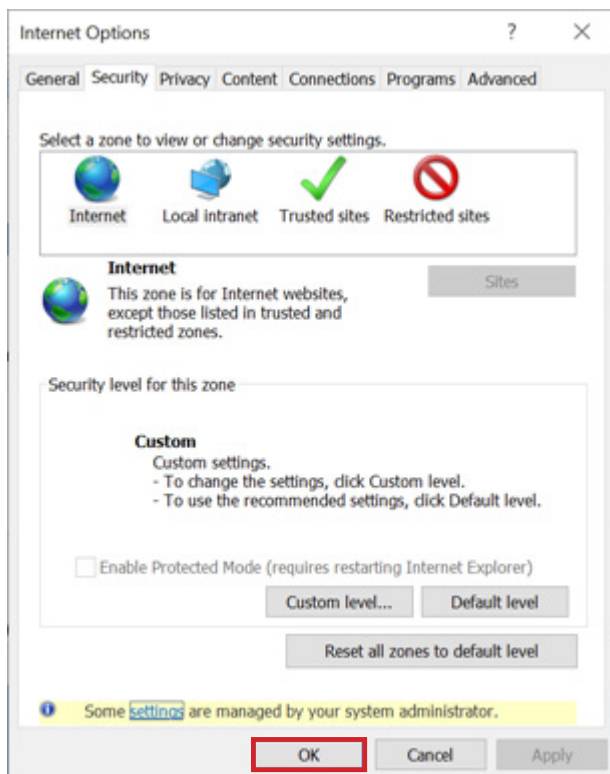 Internet Options ?
General Security Privacy Content Connections Programs Advanced
Select a zone to view or change security settings.
Internet Local intranet Trusted sites Restricted sites
Internet
Sites
This zone is for Internet websites,
except those listed in trusted and
restricted zones.
Security level for this zone
Custom
Custom settings.
- To change the settings, click Custom level.
- To use the recommended settings, click Default level.
Enable Protected Mode (requires restarting Internet Explorer)
Custom level... Default level
Reset all zones to default level
Some settings are managed by your system administrator.
OK Cancel Apply